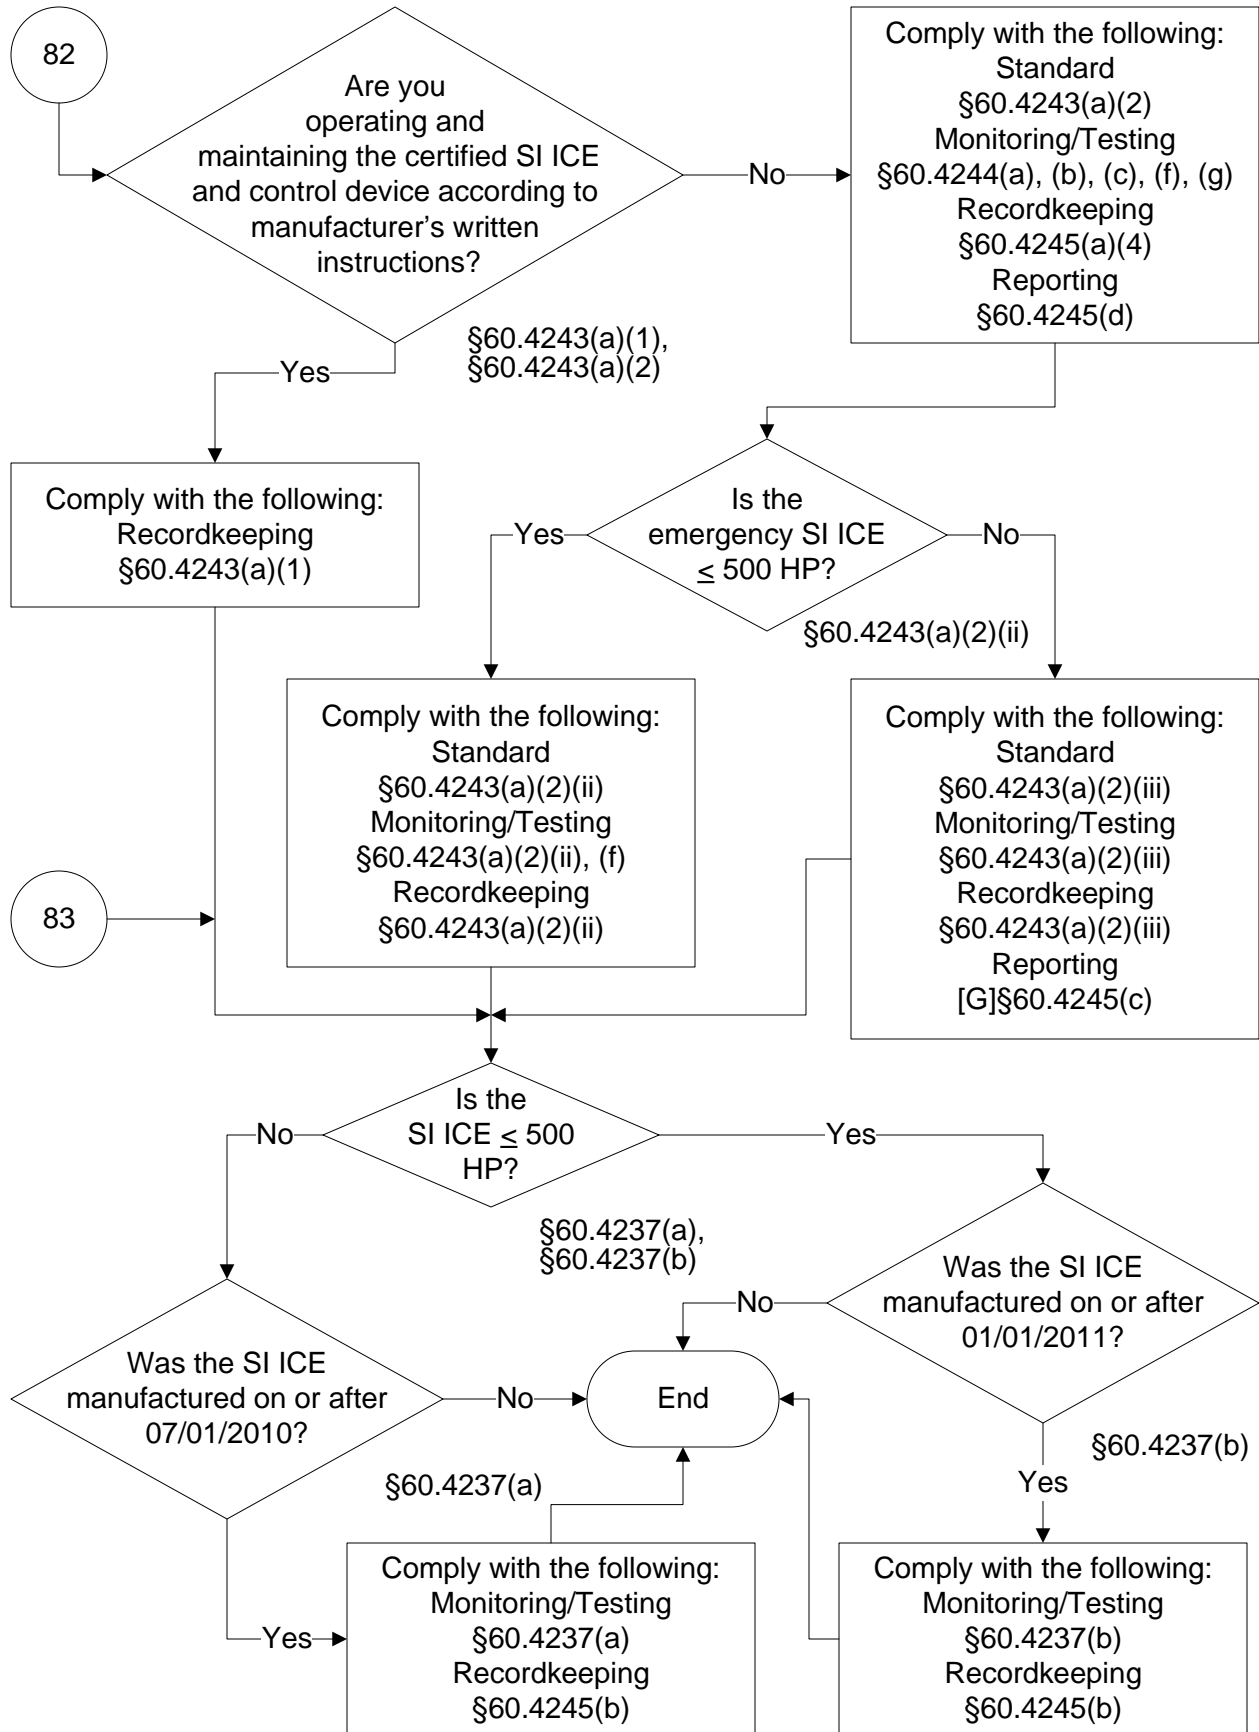 82
Are you
operating and
maintaining the certified SI ICE
and control device according to
manufacturer's written
instructions?
No
Comply with the following:
Standard
§60.4243(a)(2)
Monitoring/Testing
§60.4244(a), (b), (c), (f), (g)
Recordkeeping
§60.4245(a)(4)
Reporting
§60.4245(d)
§60.4243(a)(1),
§60.4243(a)(2)
Yes
Comply with the following:
Recordkeeping
§60.4243(a)(1)
Is the
emergency SI ICE
≤ 500 HP?
Yes
No
§60.4243(a)(2)(ii)
Comply with the following:
Standard
§60.4243(a)(2)(ii)
Monitoring/Testing
§60.4243(a)(2)(ii), (f)
Recordkeeping
§60.4243(a)(2)(ii)
Comply with the following:
Standard
§60.4243(a)(2)(iii)
Monitoring/Testing
§60.4243(a)(2)(iii)
Recordkeeping
§60.4243(a)(2)(iii)
Reporting
[G]§60.4245(c)
83
Is the
SI ICE ≤ 500
HP?
No
Yes
§60.4237(a),
§60.4237(b)
Was the SI ICE
manufactured on or after
01/01/2011?
No
Was the SI ICE
manufactured on or after
07/01/2010?
No
End
§60.4237(b)
§60.4237(a)
Yes
Yes
Comply with the following:
Monitoring/Testing
§60.4237(a)
Recordkeeping
§60.4245(b)
Comply with the following:
Monitoring/Testing
§60.4237(b)
Recordkeeping
§60.4245(b)